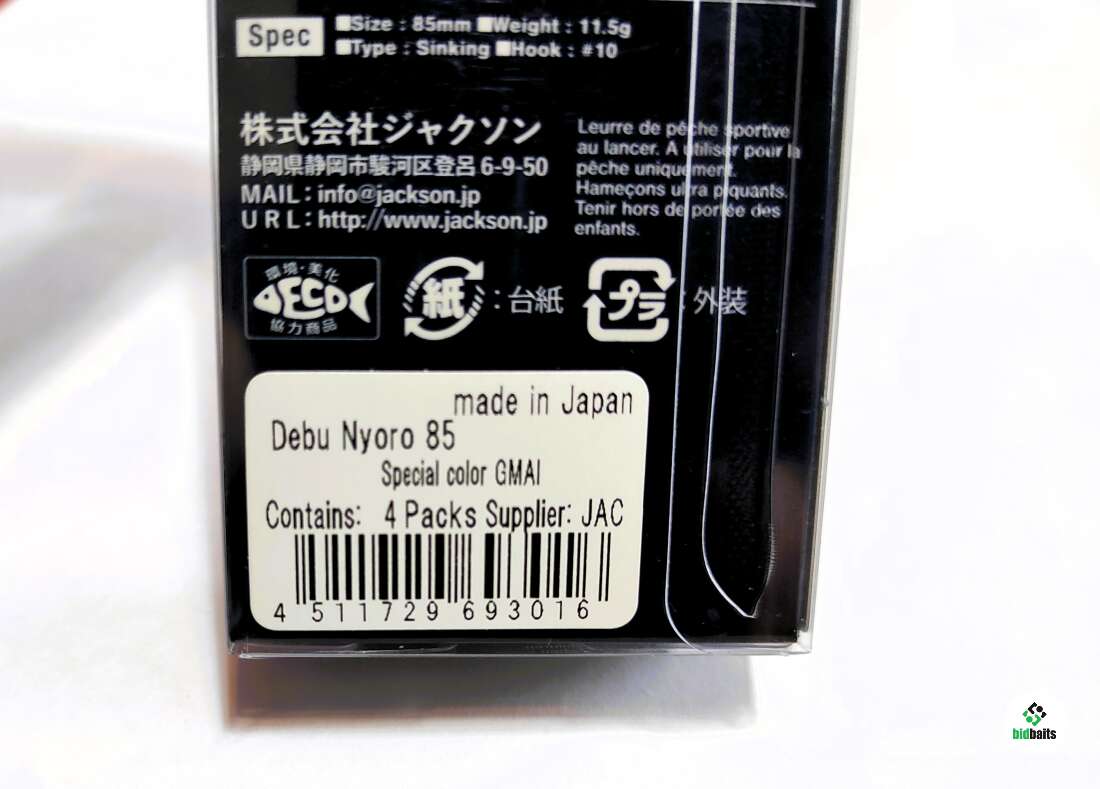 Spec
■Size : 85mm ■Weight : 11.5g
■Type : Sinking ■Hook : #10
株式会社ジャクソン
静岡県静岡市駿河区登呂 6-9-50
MAIL : info@jackson.jp
URL : http://www.jackson.jp
Leurre de pêche sportive
au lancer. A utiliser pour la
pêche uniquement.
Hameçons ultra piquants.
Tenir hors de portée des
enfants.
環境・美化
ECO
協力商品
紙 : 台紙
プラ : 外装
made in Japan
Debu Nyoro 85
Special color GMAI
Contains: 4 Packs Supplier: JAC
4 511729 693016
bidbaits